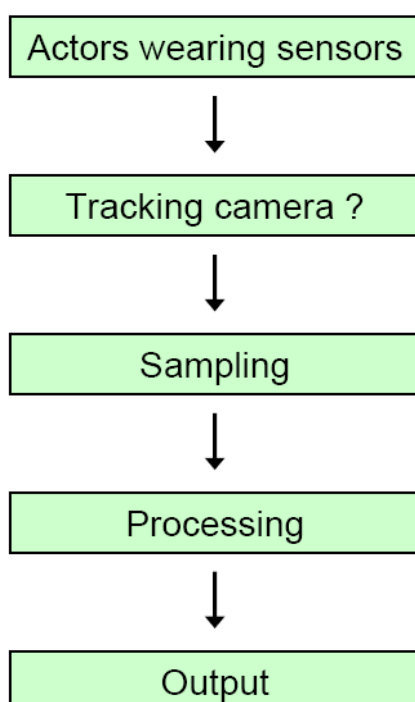 Actors wearing sensors
Tracking camera ?
Sampling
Processing
Output